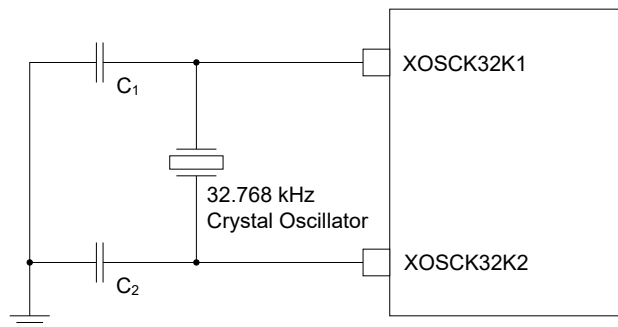 XOSCK32K1
C₁
32.768 kHz
Crystal Oscillator
XOSCK32K2
C₂